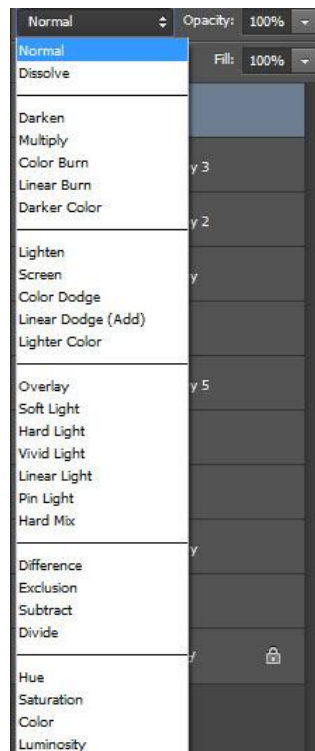 Normal Opacity: 100%
Normal Fill: 100%
Dissolve
Darken
Multiply
Color Burn y 3
Linear Burn
Darker Color
y 2
Lighten
Screen y
Color Dodge
Linear Dodge (Add)
Lighter Color
Overlay y 5
Soft Light
Hard Light
Vivid Light
Linear Light
Pin Light
Hard Mix
y
Difference
Exclusion
Subtract
Divide
Hue
Saturation
Color
Luminosity